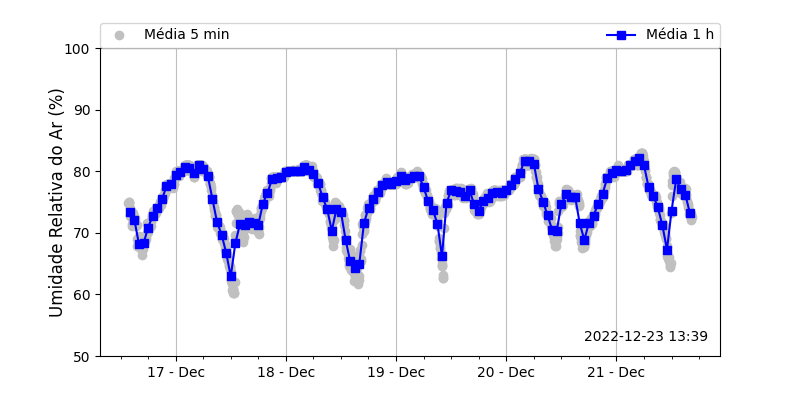 Média 5 min
Média 1 h
100
90
80
70
60
50
Umidade Relativa do Ar (%)
2022-12-23 13:39
17 - Dec
18 - Dec
19 - Dec
20 - Dec
21 - Dec